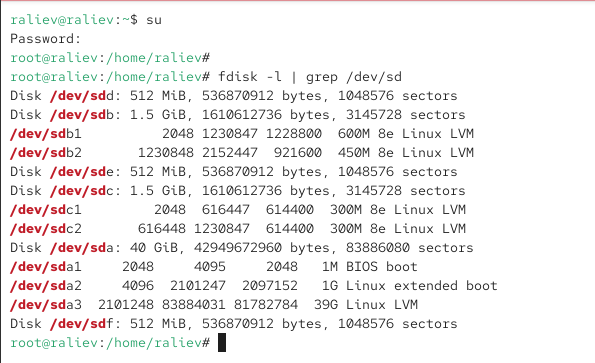 raliev@raliev:~$ su
Password:
root@raliev:/home/raliev#
root@raliev:/home/raliev# fdisk -l | grep /dev/sd
Disk /dev/sdd: 512 MiB, 536870912 bytes, 1048576 sectors
Disk /dev/sdb: 1.5 GiB, 1610612736 bytes, 3145728 sectors
/dev/sdb1          2048 1230847 1228800  600M 8e Linux LVM
/dev/sdb2       1230848 2152447  921600  450M 8e Linux LVM
Disk /dev/sde: 512 MiB, 536870912 bytes, 1048576 sectors
Disk /dev/sdc: 1.5 GiB, 1610612736 bytes, 3145728 sectors
/dev/sdc1         2048  616447  614400  300M 8e Linux LVM
/dev/sdc2       616448 1230847  614400  300M 8e Linux LVM
Disk /dev/sda: 40 GiB, 42949672960 bytes, 83886080 sectors
/dev/sda1     2048     4095     2048   1M BIOS boot
/dev/sda2     4096  2101247  2097152   1G Linux extended boot
/dev/sda3  2101248 83884031 81782784  39G Linux LVM
Disk /dev/sdf: 512 MiB, 536870912 bytes, 1048576 sectors
root@raliev:/home/raliev#